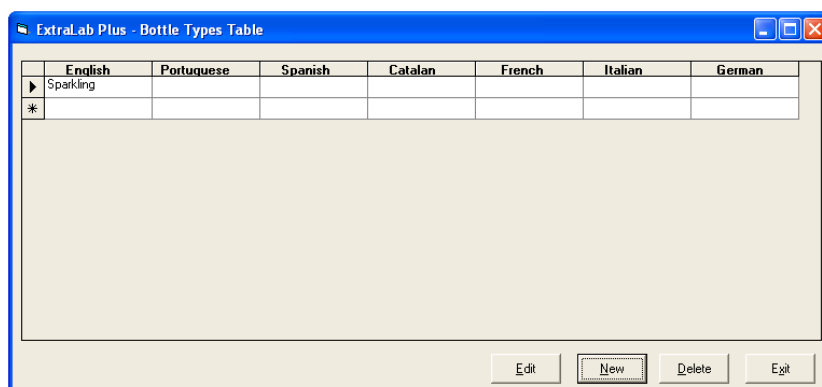 ExtraLab Plus - Bottle Types Table
English Portuguese Spanish Catalan French Italian German
Sparkling
Edit New Delete Exit